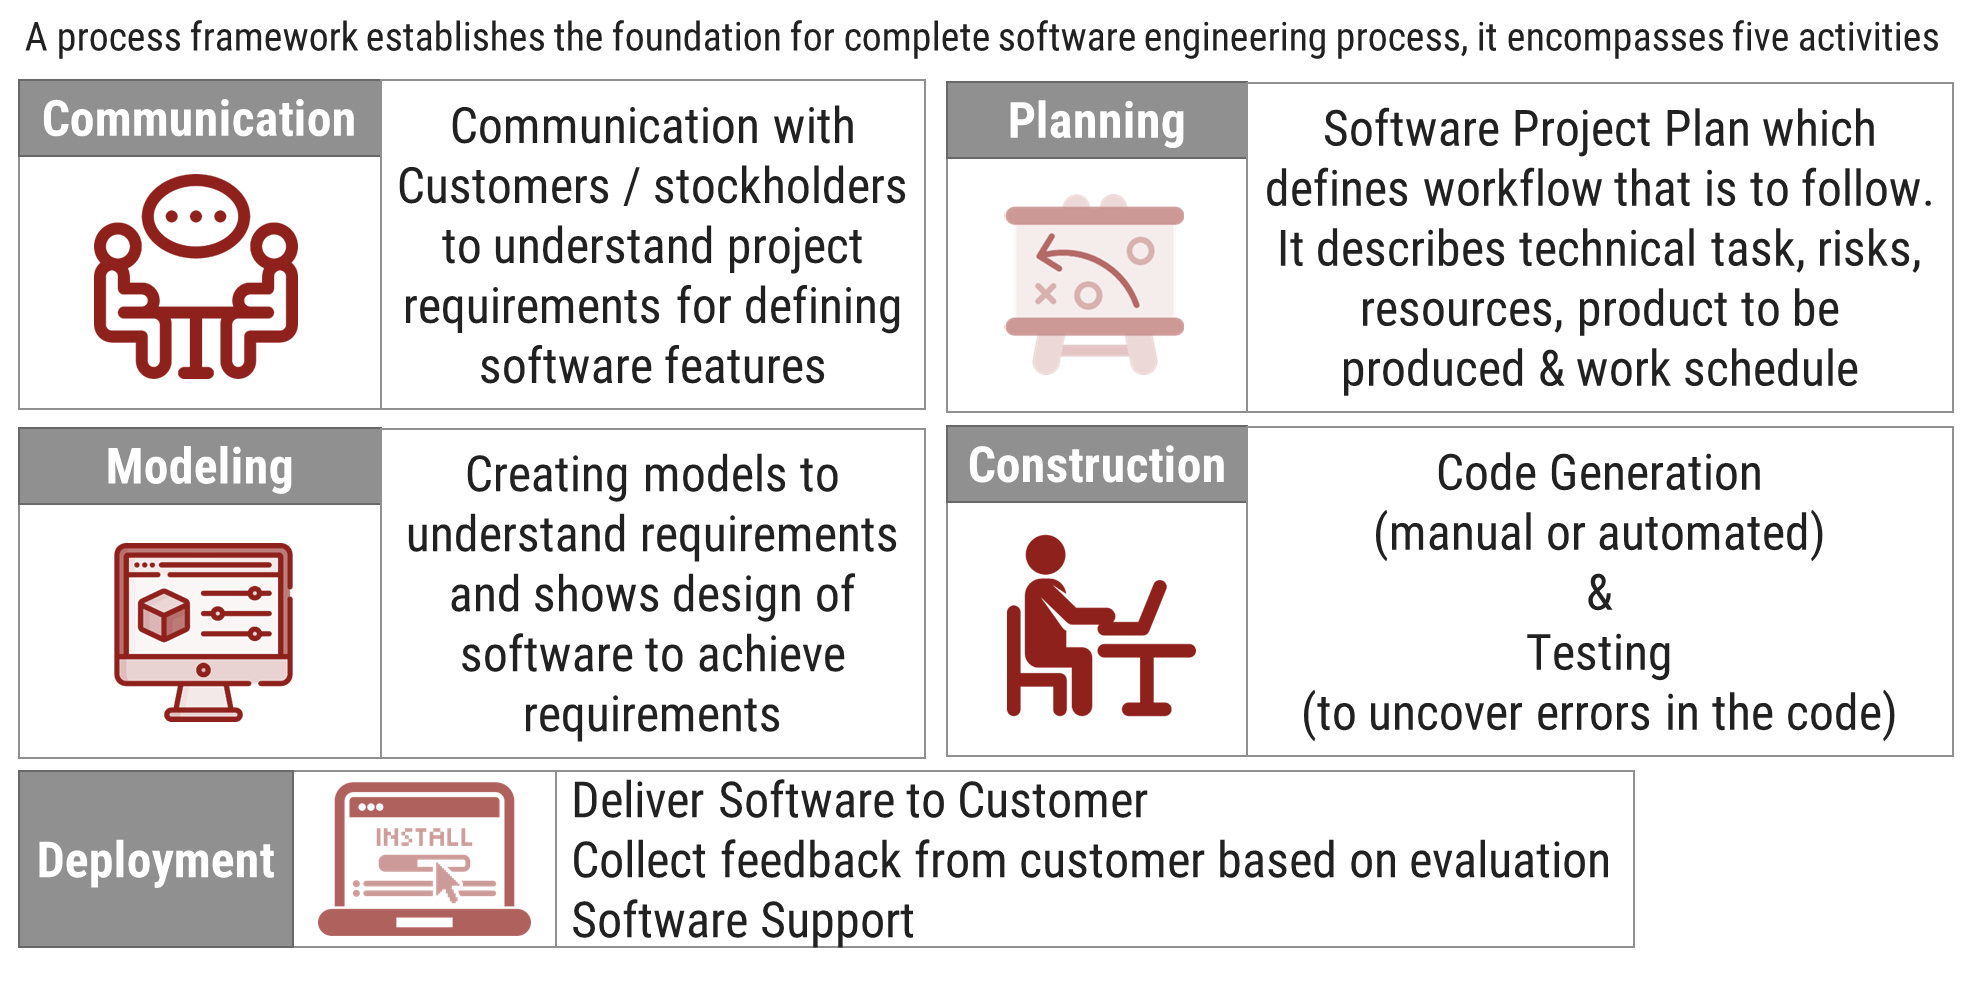 A process framework establishes the foundation for complete software engineering process, it encompasses five activities
Communication
Communication with
Customers / stockholders
to understand project
requirements for defining
software features
Planning
Software Project Plan which
defines workflow that is to follow.
It describes technical task, risks,
resources, product to be
produced & work schedule
Modeling
Creating models to
understand requirements
and shows design of
software to achieve
requirements
Construction
Code Generation
(manual or automated)
&
Testing
(to uncover errors in the code)
Deployment
INSTALL
Deliver Software to Customer
Collect feedback from customer based on evaluation
Software Support